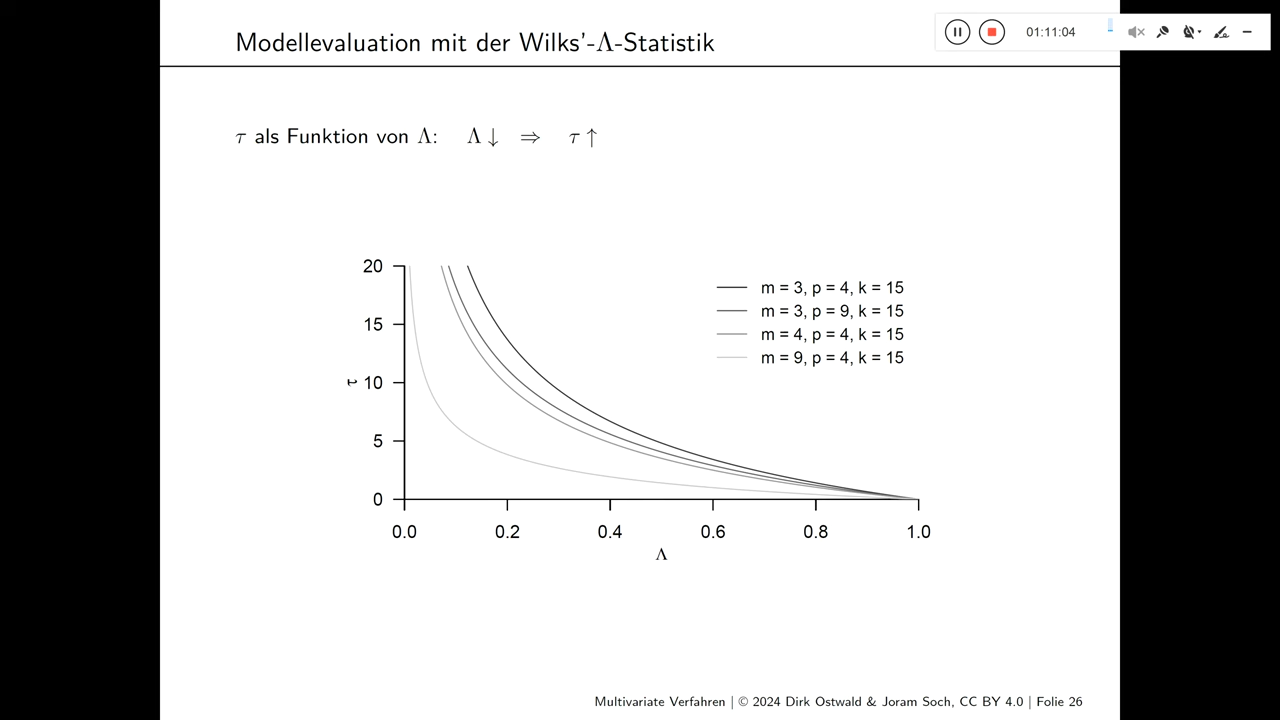 Modellevaluation mit der Wilks'-Λ-Statistik
01:11:04
τ als Funktion von Λ: Λ↓ ⇒ τ↑
20
15
10
5
0
τ
m = 3, p = 4, k = 15
m = 3, p = 9, k = 15
m = 4, p = 4, k = 15
m = 9, p = 4, k = 15
0.0 0.2 0.4 0.6 0.8 1.0
Λ
Multivariate Verfahren | © 2024 Dirk Ostwald & Joram Soch, CC BY 4.0 | Folie 26